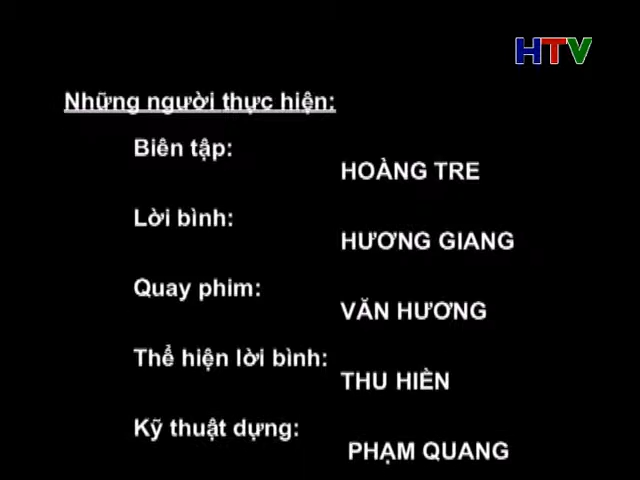 HTV
Những người thực hiện:
Biên tập:
HOÀNG TRE
Lời bình:
HƯƠNG GIANG
Quay phim:
VĂN HƯƠNG
Thể hiện lời bình:
THU HIỀN
Kỹ thuật dựng:
PHẠM QUANG